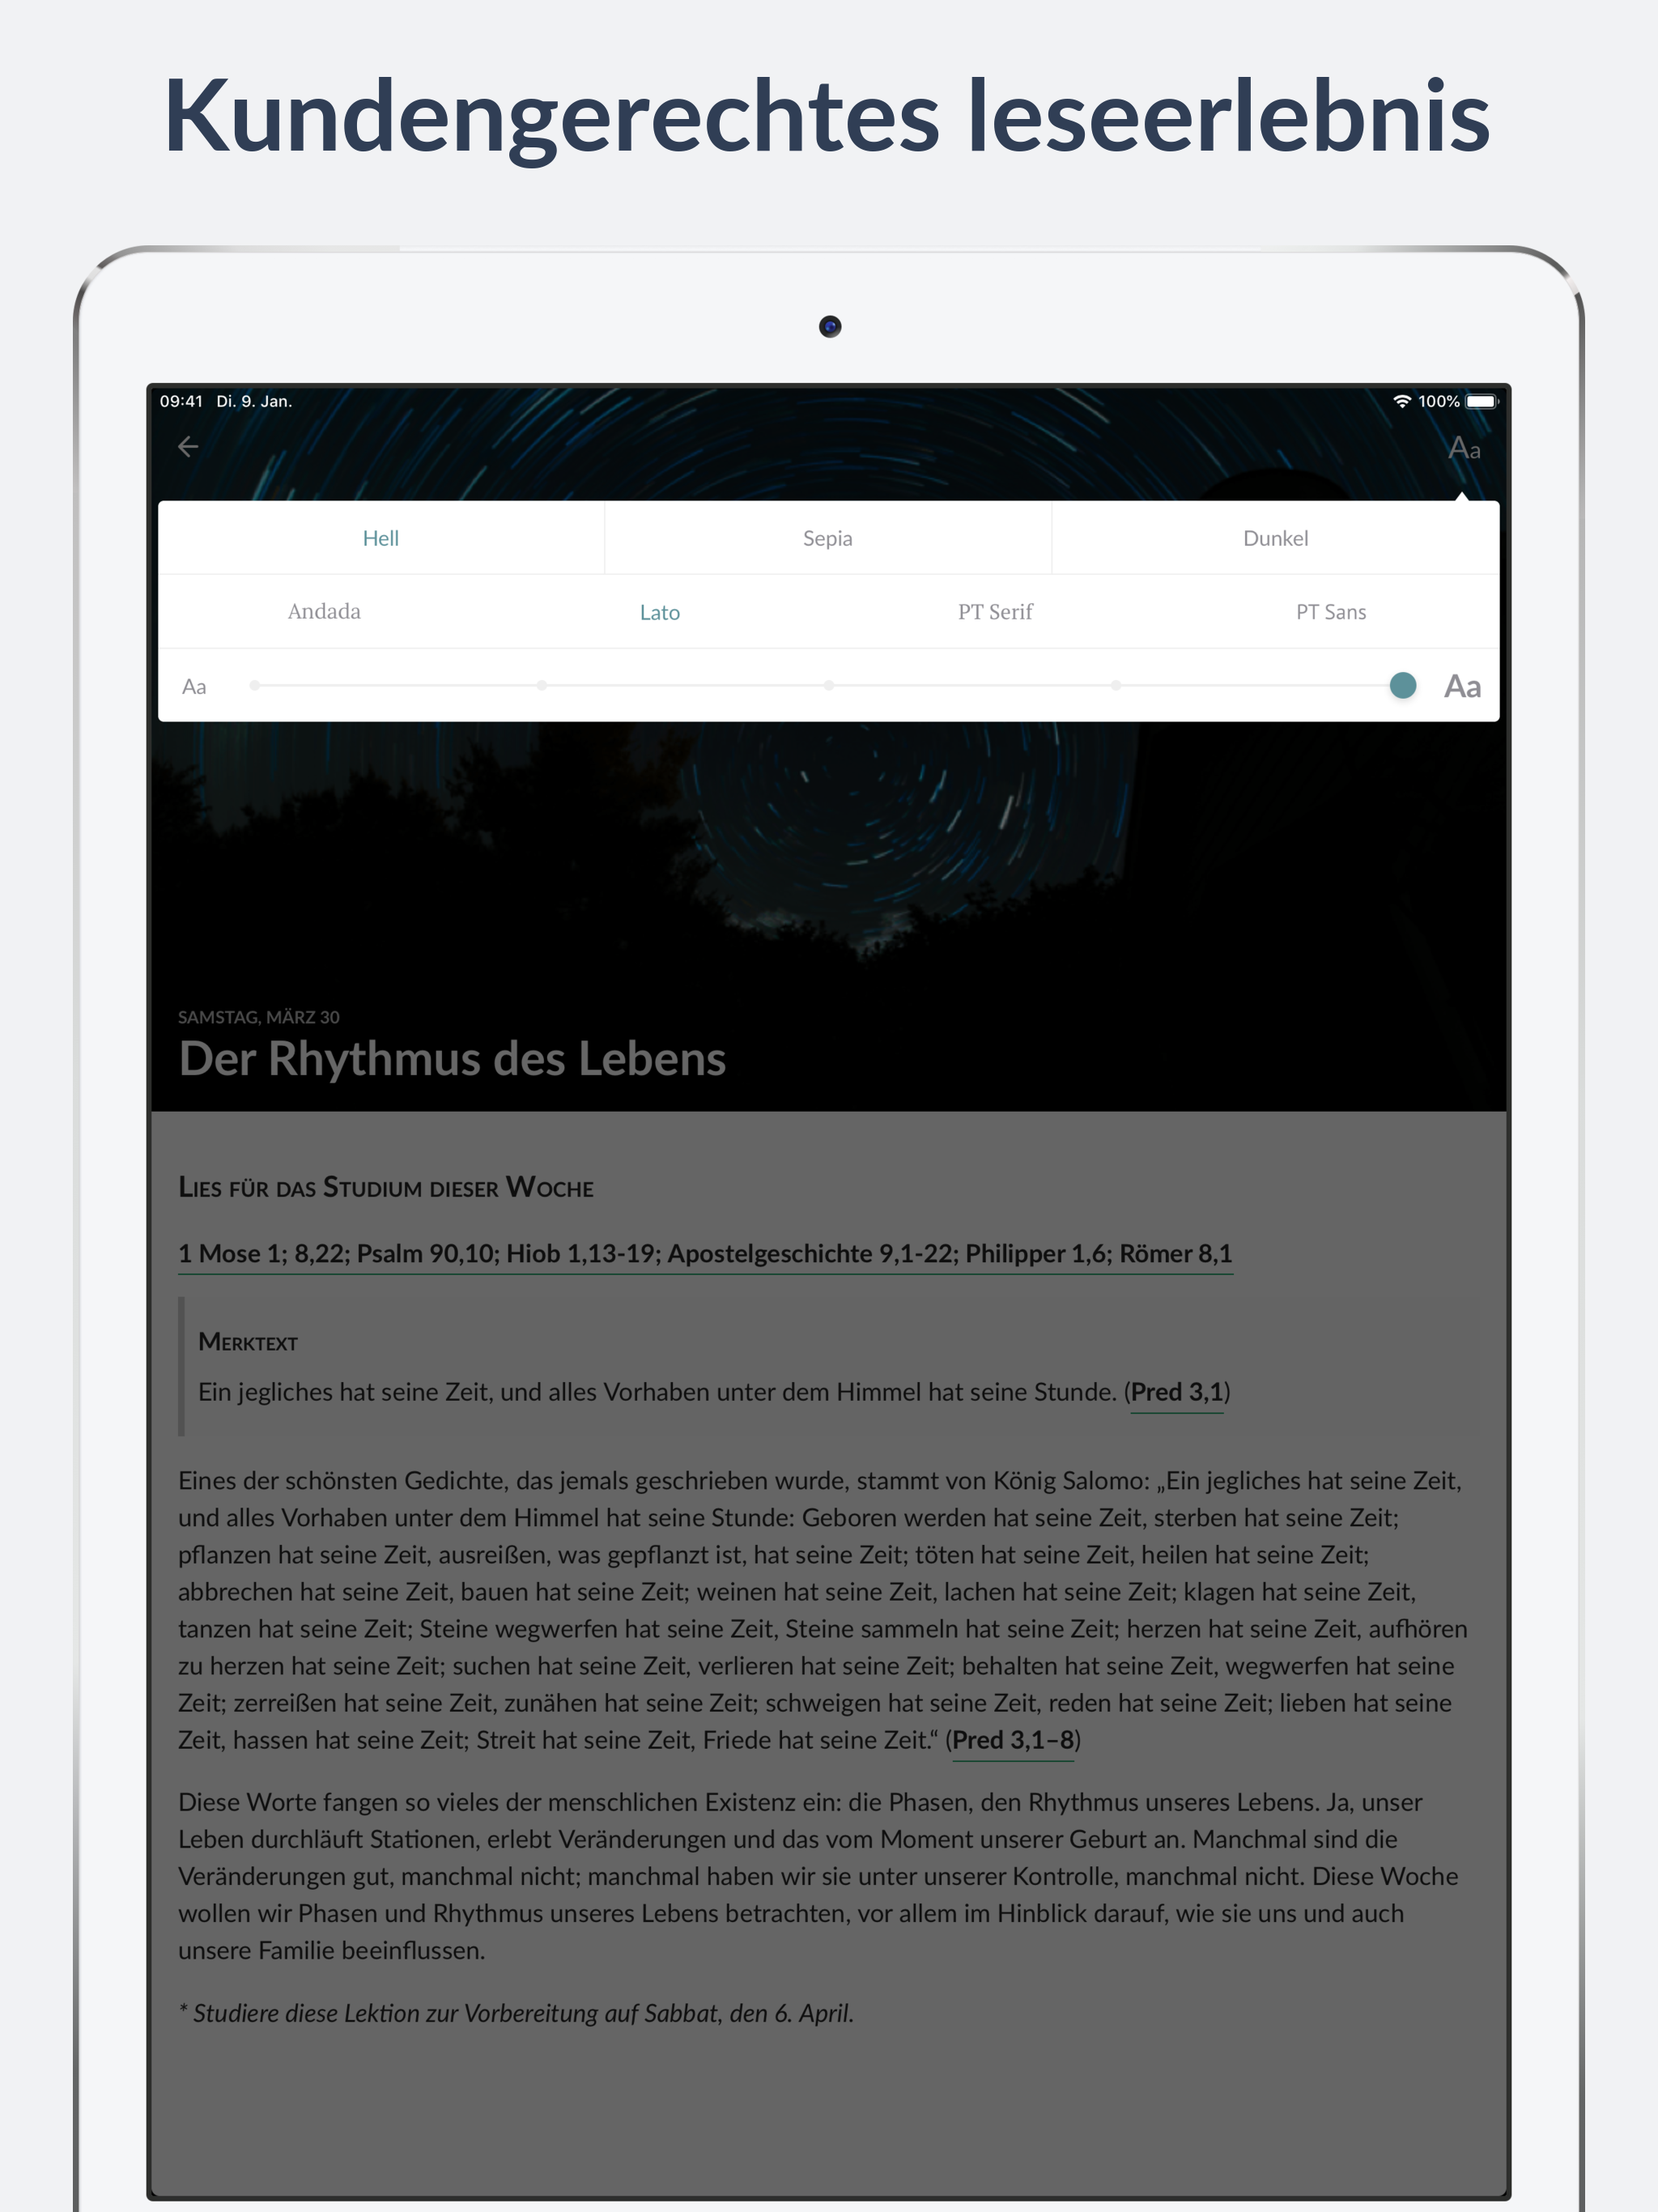 Kundengerechtes leseerlebnis
09:41 Di. 9. Jan. 100%
Aa
Hell Sepia Dunkel
Andada Lato PT Serif PT Sans
Aa Aa
SAMSTAG, MÄRZ 30
Der Rhythmus des Lebens
Lies für das Studium dieser Woche
1 Mose 1; 8,22; Psalm 90,10; Hiob 1,13-19; Apostelgeschichte 9,1-22; Philipper 1,6; Römer 8,1
Merktext
Ein jegliches hat seine Zeit, und alles Vorhaben unter dem Himmel hat seine Stunde. (Pred 3,1)
Eines der schönsten Gedichte, das jemals geschrieben wurde, stammt von König Salomo: „Ein jegliches hat seine Zeit,
und alles Vorhaben unter dem Himmel hat seine Stunde: Geboren werden hat seine Zeit, sterben hat seine Zeit;
pflanzen hat seine Zeit, ausreißen, was gepflanzt ist, hat seine Zeit; töten hat seine Zeit, heilen hat seine Zeit;
abbrechen hat seine Zeit, bauen hat seine Zeit; weinen hat seine Zeit, lachen hat seine Zeit; klagen hat seine Zeit,
tanzen hat seine Zeit; Steine wegwerfen hat seine Zeit, Steine sammeln hat seine Zeit; herzen hat seine Zeit, aufhören
zu herzen hat seine Zeit; suchen hat seine Zeit, verlieren hat seine Zeit; behalten hat seine Zeit, wegwerfen hat seine
Zeit; zerreißen hat seine Zeit, zunähen hat seine Zeit; schweigen hat seine Zeit, reden hat seine Zeit; lieben hat seine
Zeit, hassen hat seine Zeit; Streit hat seine Zeit, Friede hat seine Zeit.“ (Pred 3,1–8)
Diese Worte fangen so vieles der menschlichen Existenz ein: die Phasen, den Rhythmus unseres Lebens. Ja, unser
Leben durchläuft Stationen, erlebt Veränderungen und das vom Moment unserer Geburt an. Manchmal sind die
Veränderungen gut, manchmal nicht; manchmal haben wir sie unter unserer Kontrolle, manchmal nicht. Diese Woche
wollen wir Phasen und Rhythmus unseres Lebens betrachten, vor allem im Hinblick darauf, wie sie uns und auch
unsere Familie beeinflussen.
* Studiere diese Lektion zur Vorbereitung auf Sabbat, den 6. April.